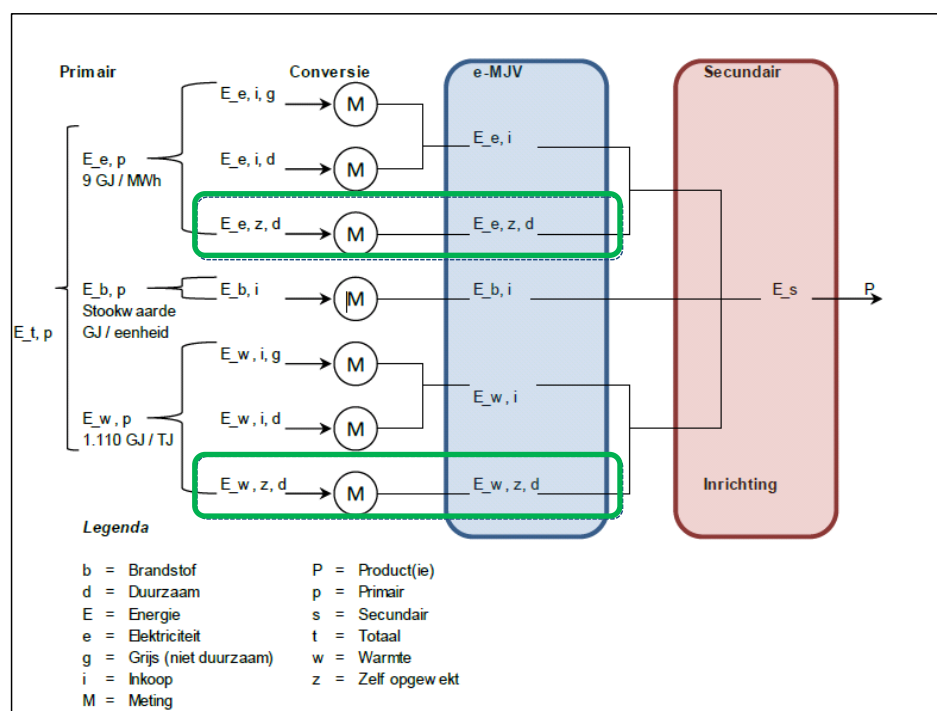 Primair Conversie e-MJV Secundair
E_e, i, g M
E_e, i
E_e, p
9 GJ / MWh
E_e, i, d M
E_e, z, d M E_e, z, d
E_b, p
Stookwaarde
GJ / eenheid
E_b, i M E_b, i E_s P
E_t, p
E_w, i, g M
E_w, i
E_w, p
1.110 GJ / TJ
E_w, i, d M
E_w, z, d M E_w, z, d Inrichting
Legenda
b = Brandstof P = Product(ie)
d = Duurzaam p = Primair
E = Energie s = Secundair
e = Elektriciteit t = Totaal
g = Grijs (niet duurzaam) w = Warmte
i = Inkoop z = Zelf opgewekt
M = Meting